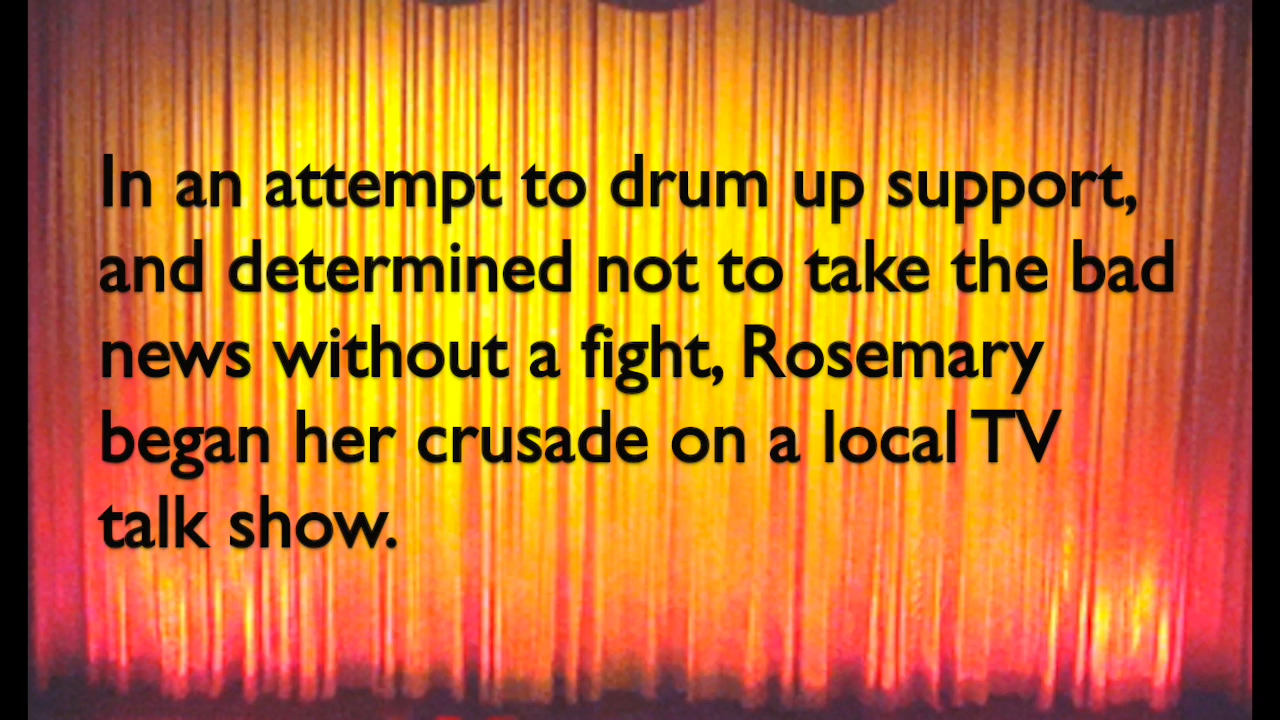 In an attempt to drum up support,
and determined not to take the bad
news without a fight, Rosemary
began her crusade on a local TV
talk show.